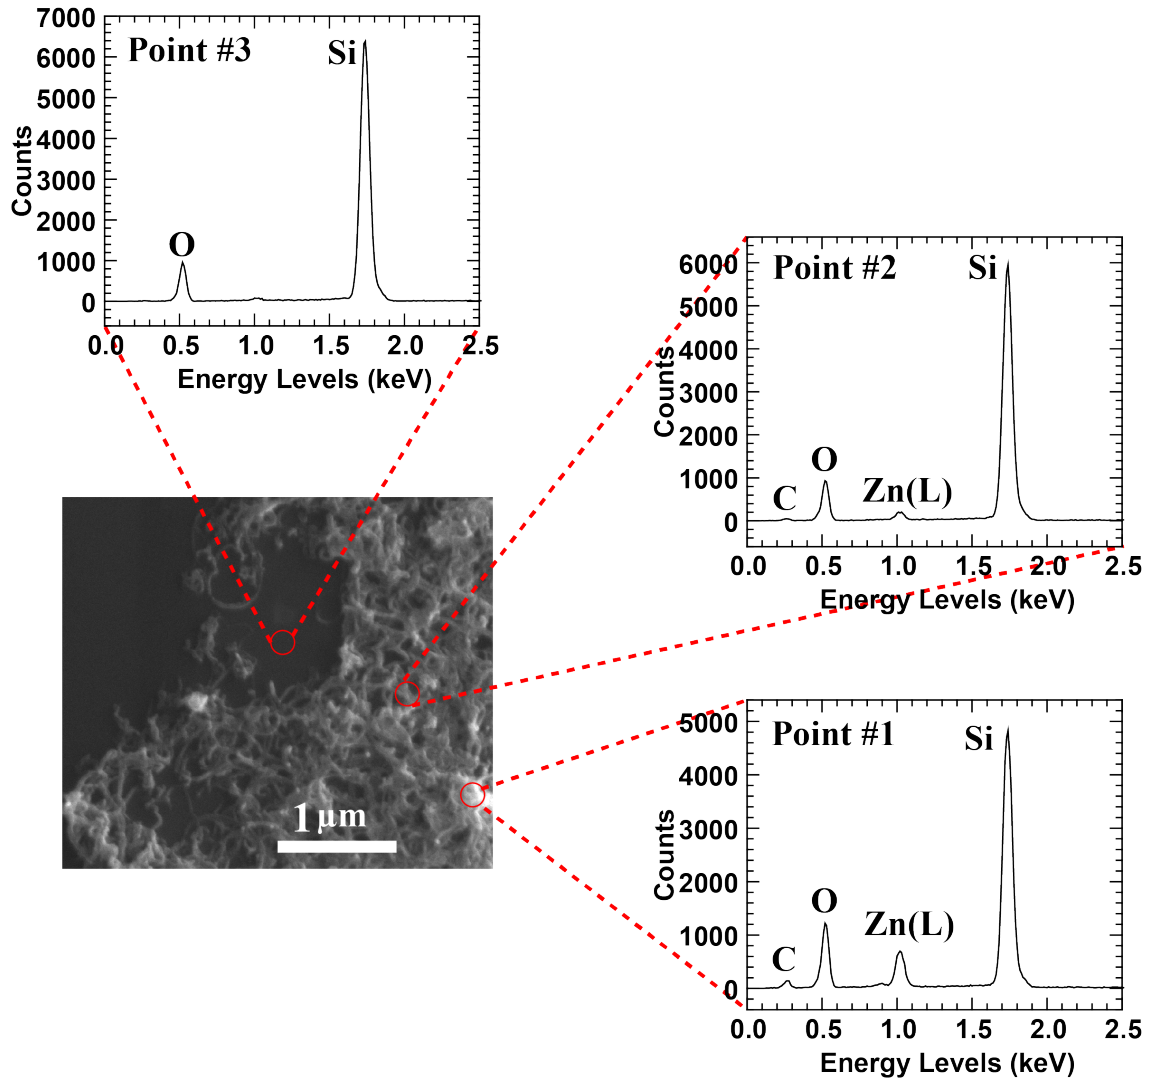 7000
6000
5000
4000
3000
2000
1000
0
Counts
Point #3
Si
O
0.0 0.5 1.0 1.5 2.0 2.5
Energy Levels (keV)
6000
5000
4000
3000
2000
1000
0
Counts
Point #2
Si
O
C
Zn(L)
0.0 0.5 1.0 1.5 2.0 2.5
Energy Levels (keV)
1 μm
5000
4000
3000
2000
1000
0
Counts
Point #1
Si
O
Zn(L)
C
0.0 0.5 1.0 1.5 2.0 2.5
Energy Levels (keV)